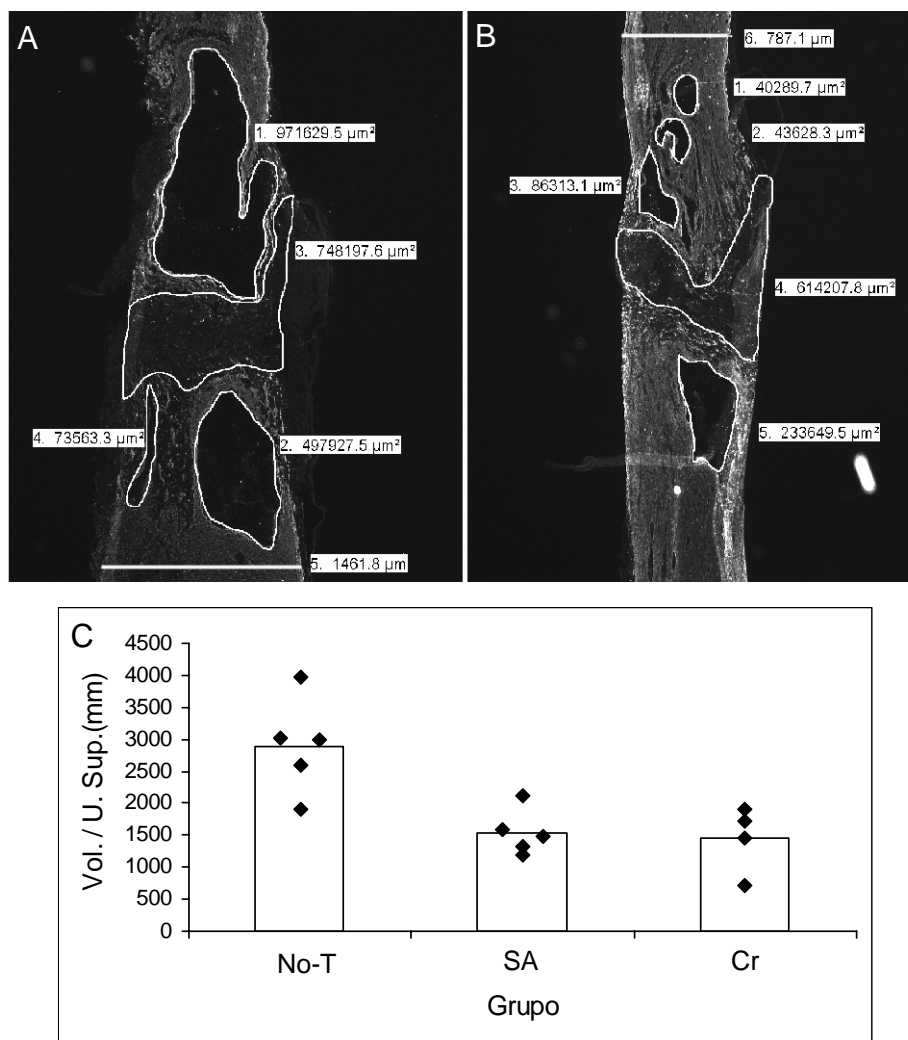 A
1. 971629.5 µm²
3. 748197.6 µm²
4. 73563.3 µm²
2. 497927.5 µm²
5. 1461.8 µm
B
6. 787.1 µm
1. 40289.7 µm²
2. 43628.3 µm²
3. 86313.1 µm²
4. 614207.8 µm²
5. 233649.5 µm²
C
Vol. / U. Sup.(mm)
4500
4000
3500
3000
2500
2000
1500
1000
500
0
No-T SA Cr
Grupo